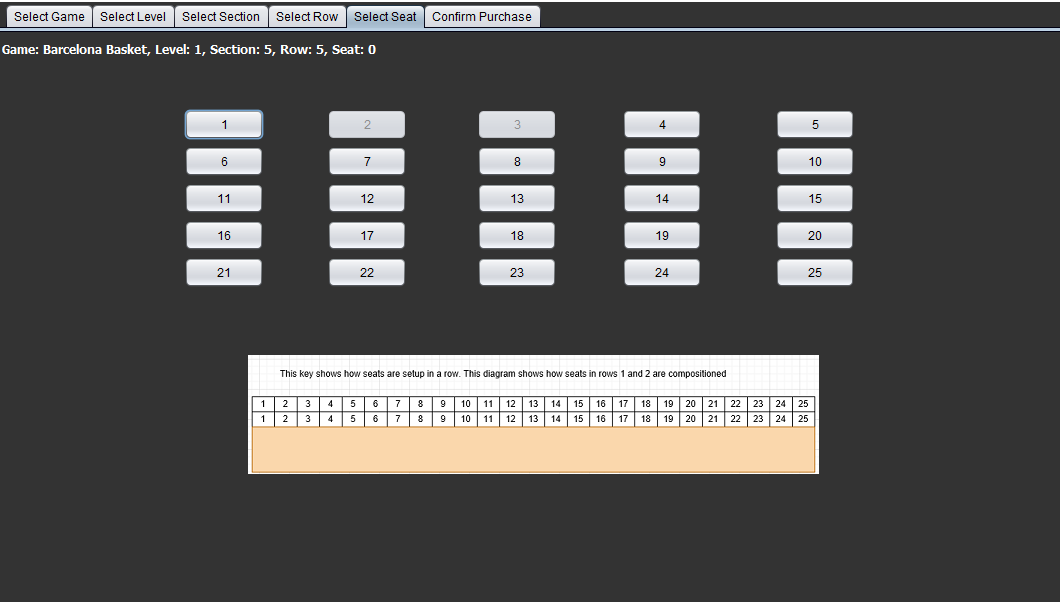 Select Game Select Level Select Section Select Row Select Seat Confirm Purchase
Game: Barcelona Basket, Level: 1, Section: 5, Row: 5, Seat: 0
1 2 3 4 5
6 7 8 9 10
11 12 13 14 15
16 17 18 19 20
21 22 23 24 25
This key shows how seats are setup in a row. This diagram shows how seats in rows 1 and 2 are compositioned
1 2 3 4 5 6 7 8 9 10 11 12 13 14 15 16 17 18 19 20 21 22 23 24 25
1 2 3 4 5 6 7 8 9 10 11 12 13 14 15 16 17 18 19 20 21 22 23 24 25